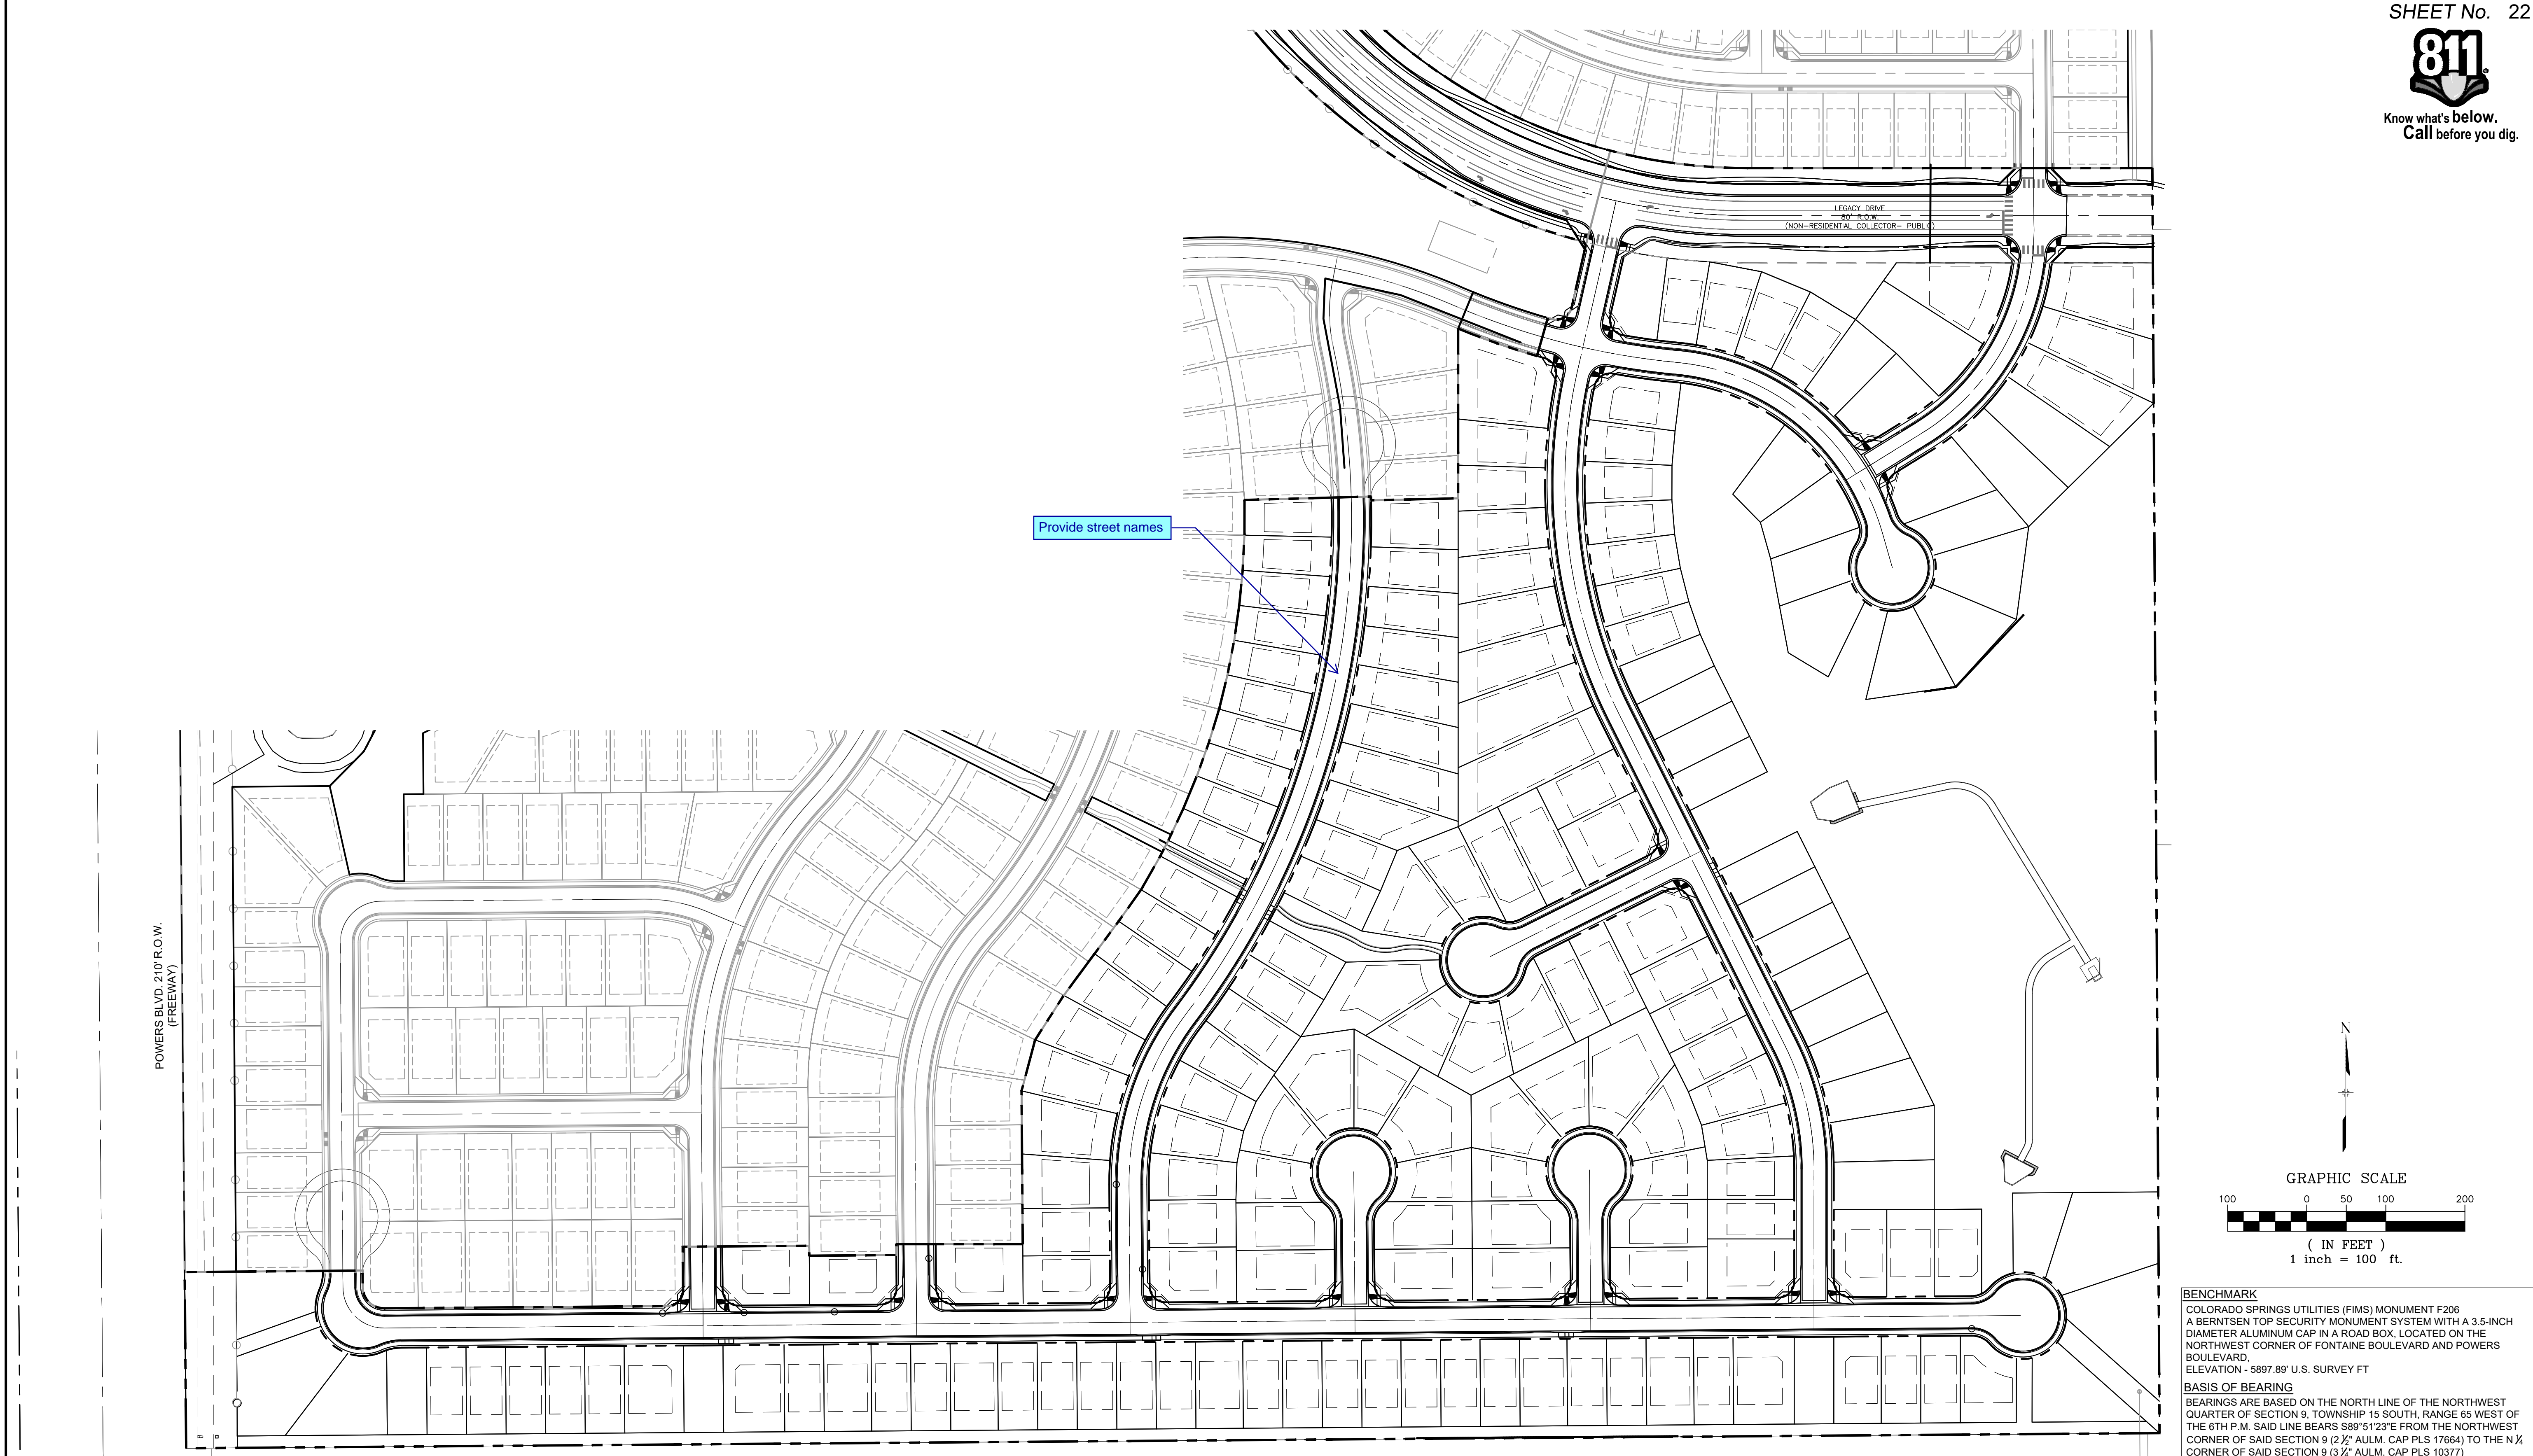 SHEET No. 22
811
Know what's below.
Call before you dig.
LEGACY DRIVE
80' R.O.W.
(NON-RESIDENTIAL COLLECTOR- PUBLIC)
Provide street names
POWERS BLVD. 210' R.O.W.
(FREEWAY)
N
GRAPHIC SCALE
100 0 50 100 200
( IN FEET )
1 inch = 100 ft.
BENCHMARK
COLORADO SPRINGS UTILITIES (FIMS) MONUMENT F206
A BERNTSEN TOP SECURITY MONUMENT SYSTEM WITH A 3.5-INCH
DIAMETER ALUMINUM CAP IN A ROAD BOX, LOCATED ON THE
NORTHWEST CORNER OF FONTAINE BOULEVARD AND POWERS
BOULEVARD,
ELEVATION - 5897.89' U.S. SURVEY FT
BASIS OF BEARING
BEARINGS ARE BASED ON THE NORTH LINE OF THE NORTHWEST
QUARTER OF SECTION 9, TOWNSHIP 15 SOUTH, RANGE 65 WEST OF
THE 6TH P.M. SAID LINE BEARS S89°51'23"E FROM THE NORTHWEST
CORNER OF SAID SECTION 9 (2 ½" AULM. CAP PLS 17664) TO THE N ¼
CORNER OF SAID SECTION 9 (3 ½" AULM. CAP PLS 10377)